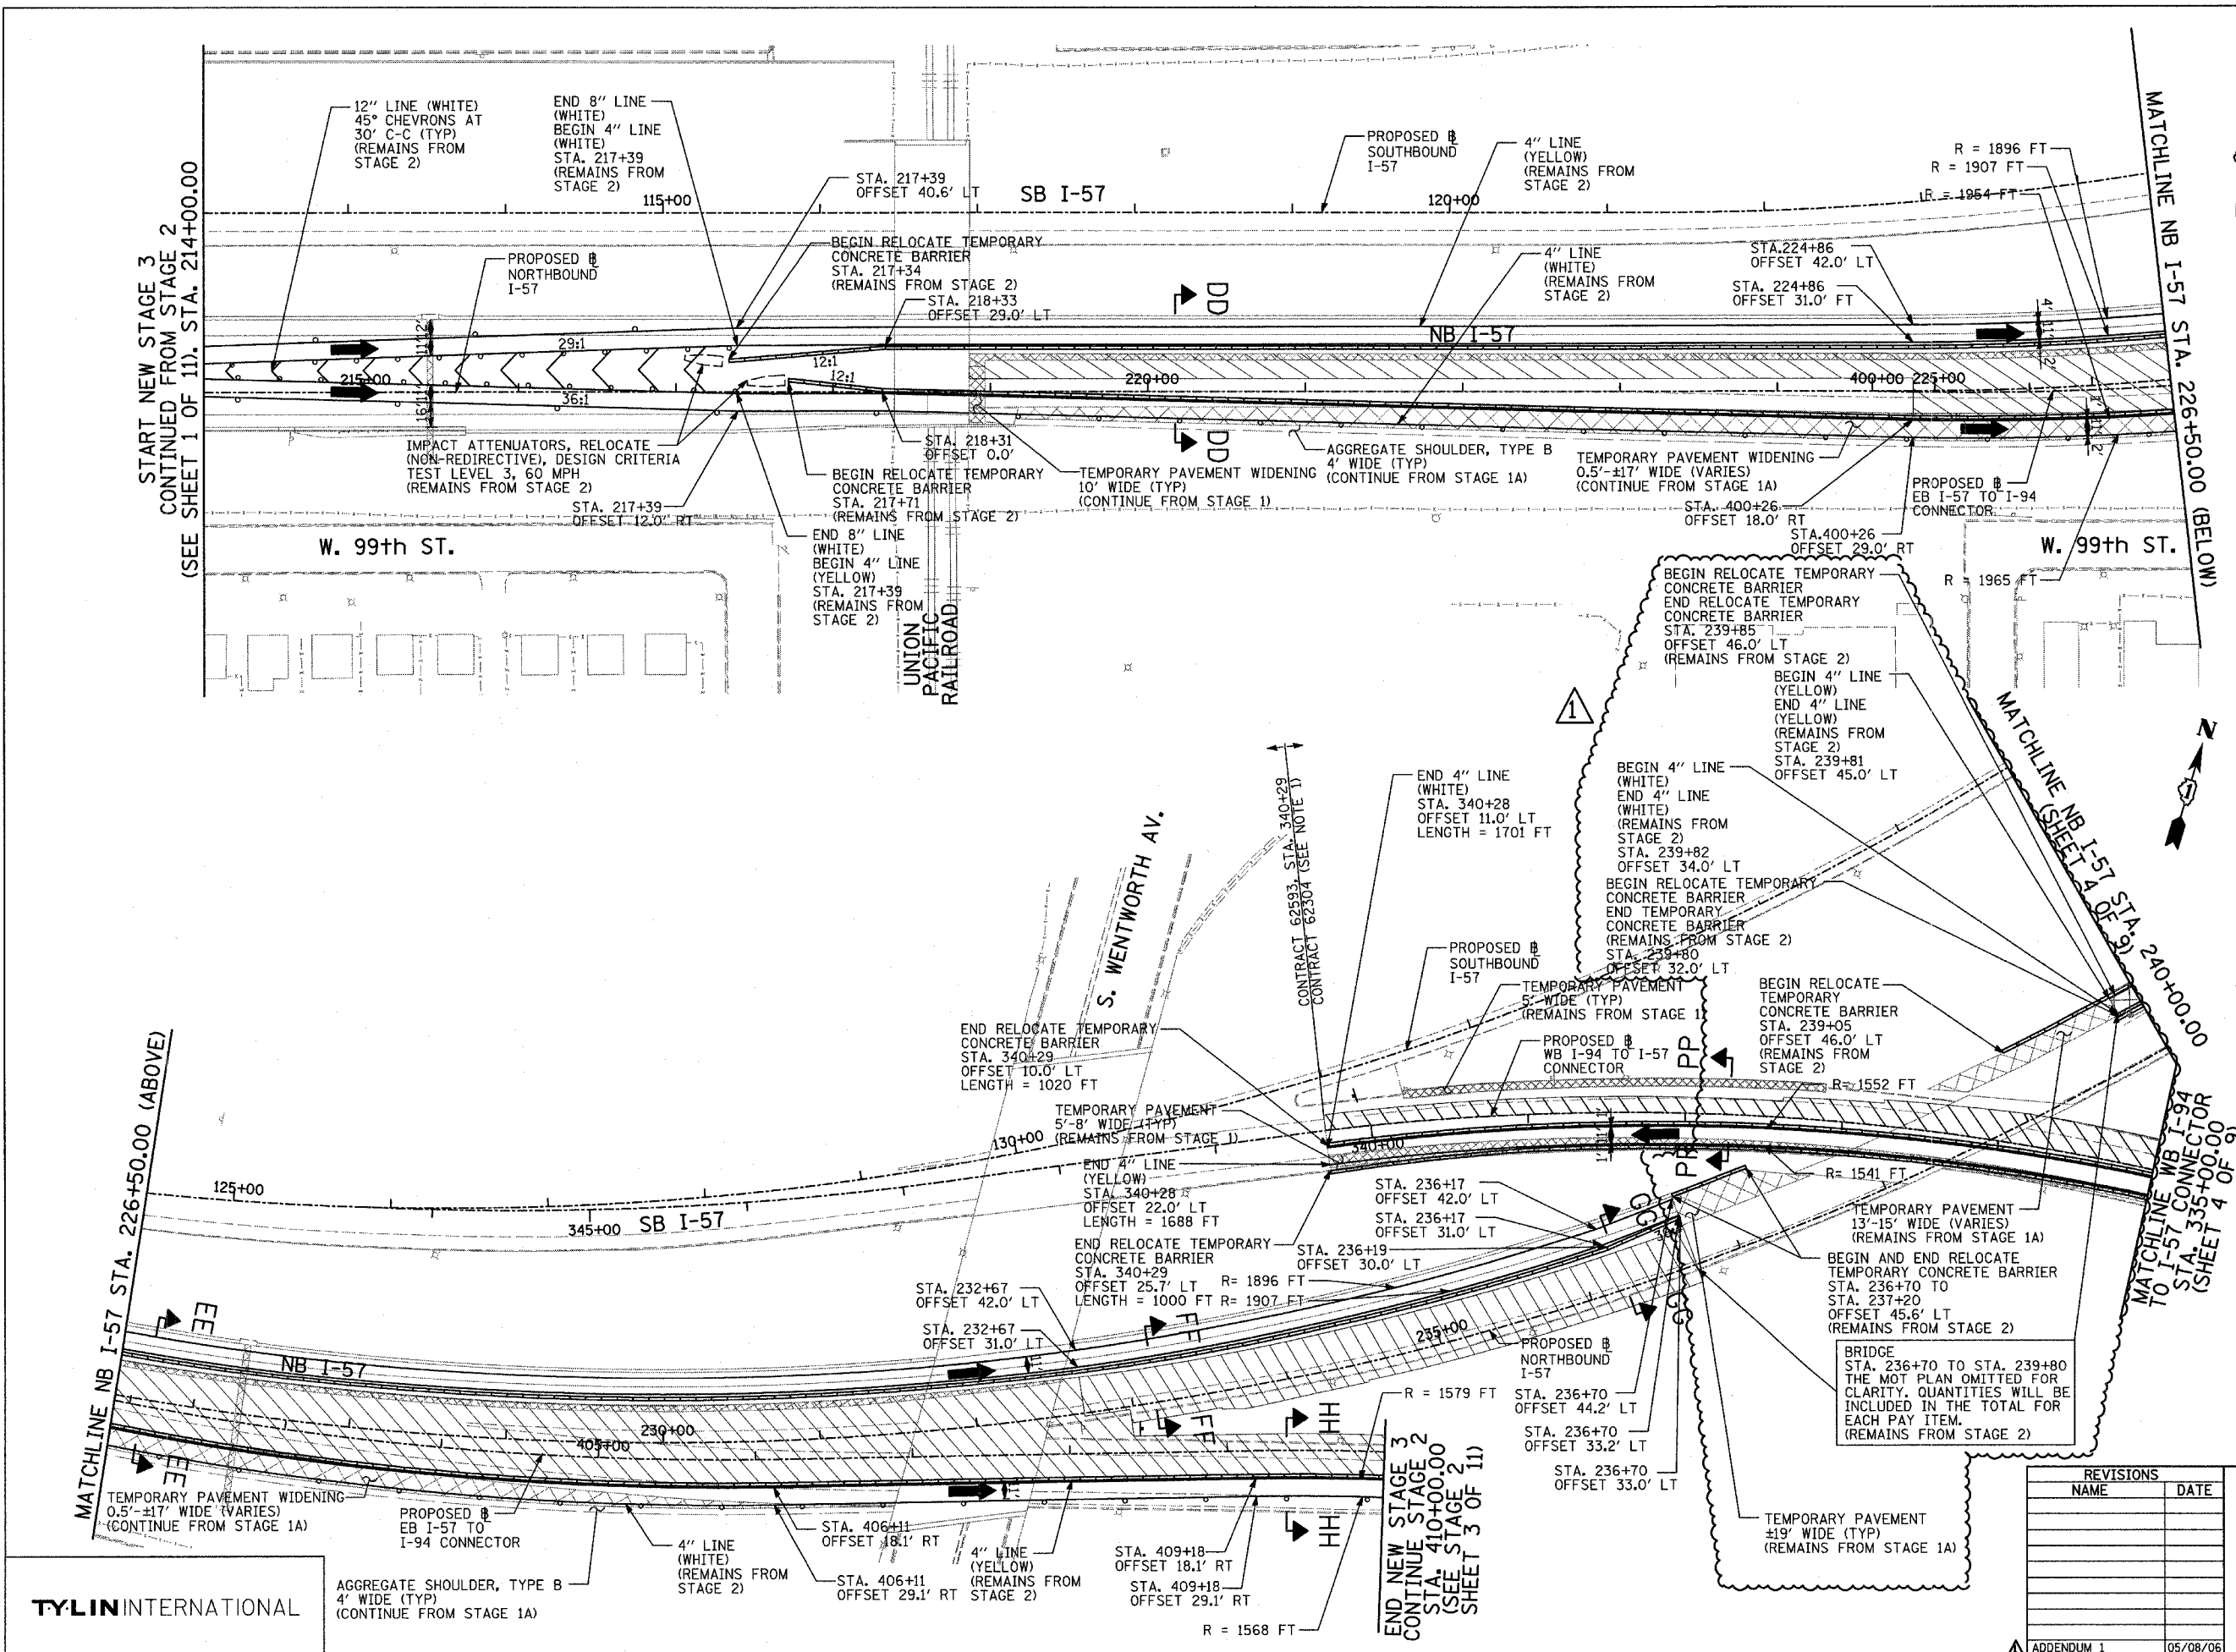 START NEW STAGE 3
CONTINUED FROM STAGE 2
(SEE SHEET 1 OF 11). STA. 214+00.00
12" LINE (WHITE)
45° CHEVRONS AT
30' C-C (TYP)
(REMAINS FROM
STAGE 2)
END 8" LINE
(WHITE)
BEGIN 4" LINE
(WHITE)
STA. 217+39
(REMAINS FROM
STAGE 2)
STA. 217+39
OFFSET 40.6' LT
115+00
SB I-57
PROPOSED ℄
SOUTHBOUND
I-57
4" LINE
(YELLOW)
(REMAINS FROM
STAGE 2)
120+00
R = 1896 FT
R = 1907 FT
R = 1954 FT
MATCHLINE NB I-57 STA. 226+50.00 (BELOW)
PROPOSED ℄
NORTHBOUND
I-57
BEGIN RELOCATE TEMPORARY
CONCRETE BARRIER
STA. 217+34
(REMAINS FROM STAGE 2)
STA. 218+33
OFFSET 29.0' LT
DD
4" LINE
(WHITE)
(REMAINS FROM
STAGE 2)
STA.224+86
OFFSET 42.0' LT
STA. 224+86
OFFSET 31.0' FT
NB I-57
29:1
12:1
12:1
215+00
36:1
220+00
400+00
225+00
IMPACT ATTENUATORS, RELOCATE
(NON-REDIRECTIVE), DESIGN CRITERIA
TEST LEVEL 3, 60 MPH
(REMAINS FROM STAGE 2)
STA. 217+39
OFFSET 12.0' RT
STA. 218+31
OFFSET 0.0'
BEGIN RELOCATE TEMPORARY
CONCRETE BARRIER
STA. 217+71
(REMAINS FROM STAGE 2)
END 8" LINE
(WHITE)
BEGIN 4" LINE
(YELLOW)
STA. 217+39
(REMAINS FROM
STAGE 2)
TEMPORARY PAVEMENT WIDENING
10' WIDE (TYP)
(CONTINUE FROM STAGE 1)
DD
AGGREGATE SHOULDER, TYPE B
4' WIDE (TYP)
(CONTINUE FROM STAGE 1A)
TEMPORARY PAVEMENT WIDENING
0.5'-±17' WIDE (VARIES)
(CONTINUE FROM STAGE 1A)
STA. 400+26
OFFSET 18.0' RT
STA.400+26
OFFSET 29.0' RT
PROPOSED ℄
EB I-57 TO I-94
CONNECTOR
W. 99th ST.
W. 99th ST.
R = 1965 FT
UNION
PACIFIC
RAILROAD
BEGIN RELOCATE TEMPORARY
CONCRETE BARRIER
END RELOCATE TEMPORARY
CONCRETE BARRIER
STA. 239+85
OFFSET 46.0' LT
(REMAINS FROM STAGE 2)
BEGIN 4" LINE
(YELLOW)
END 4" LINE
(YELLOW)
(REMAINS FROM
STAGE 2)
STA. 239+81
OFFSET 45.0' LT
1
MATCHLINE NB I-57 STA. 240+00.00
(SHEET 4 OF 9)
N
BEGIN 4" LINE
(WHITE)
END 4" LINE
(WHITE)
(REMAINS FROM
STAGE 2)
STA. 239+82
OFFSET 34.0' LT
BEGIN RELOCATE TEMPORARY
CONCRETE BARRIER
END TEMPORARY
CONCRETE BARRIER
(REMAINS FROM STAGE 2)
STA. 239+80
OFFSET 32.0' LT
END 4" LINE
(WHITE)
STA. 340+28
OFFSET 11.0' LT
LENGTH = 1701 FT
CONTRACT 62593, STA. 340+29
CONTRACT 62304 (SEE NOTE 1)
S. WENTWORTH AV.
PROPOSED ℄
SOUTHBOUND
I-57
TEMPORARY PAVEMENT
5' WIDE (TYP)
(REMAINS FROM STAGE 1)
BEGIN RELOCATE
TEMPORARY
CONCRETE BARRIER
STA. 239+05
OFFSET 46.0' LT
(REMAINS FROM
STAGE 2)
END RELOCATE TEMPORARY
CONCRETE BARRIER
STA. 340+29
OFFSET 10.0' LT
LENGTH = 1020 FT
PROPOSED ℄
WB I-94 TO I-57
CONNECTOR
PP
R= 1552 FT
TEMPORARY PAVEMENT
5'-8' WIDE (TYP)
(REMAINS FROM STAGE 1)
130+00
340+00
PR
R= 1541 FT
MATCHLINE WB I-94
TO I-57 CONNECTOR
STA. 335+00.00
(SHEET 4 OF 9)
END 4" LINE
(YELLOW)
STA. 340+28
OFFSET 22.0' LT
LENGTH = 1688 FT
END RELOCATE TEMPORARY
CONCRETE BARRIER
STA. 340+29
OFFSET 25.7' LT
LENGTH = 1000 FT
STA. 236+17
OFFSET 42.0' LT
STA. 236+17
OFFSET 31.0' LT
STA. 236+19
OFFSET 30.0' LT
GG
R= 1896 FT
R= 1907 FT
TEMPORARY PAVEMENT
13'-15' WIDE (VARIES)
(REMAINS FROM STAGE 1A)
BEGIN AND END RELOCATE
TEMPORARY CONCRETE BARRIER
STA. 236+70 TO
STA. 237+20
OFFSET 45.6' LT
(REMAINS FROM STAGE 2)
BRIDGE
STA. 236+70 TO STA. 239+80
THE MOT PLAN OMITTED FOR
CLARITY. QUANTITIES WILL BE
INCLUDED IN THE TOTAL FOR
EACH PAY ITEM.
(REMAINS FROM STAGE 2)
MATCHLINE NB I-57 STA. 226+50.00 (ABOVE)
125+00
345+00
SB I-57
EE
NB I-57
STA. 232+67
OFFSET 42.0' LT
STA. 232+67
OFFSET 31.0' LT
FF
235+00
GG
PROPOSED ℄
NORTHBOUND
I-57
R = 1579 FT
STA. 236+70
OFFSET 44.2' LT
STA. 236+70
OFFSET 33.2' LT
STA. 236+70
OFFSET 33.0' LT
230+00
405+00
FF
HH
EE
HH
TEMPORARY PAVEMENT WIDENING
0.5'-±17' WIDE (VARIES)
(CONTINUE FROM STAGE 1A)
PROPOSED ℄
EB I-57 TO
I-94 CONNECTOR
AGGREGATE SHOULDER, TYPE B
4' WIDE (TYP)
(CONTINUE FROM STAGE 1A)
4" LINE
(WHITE)
(REMAINS FROM
STAGE 2)
STA. 406+11
OFFSET 18.1' RT
STA. 406+11
OFFSET 29.1' RT
4" LINE
(YELLOW)
(REMAINS FROM
STAGE 2)
STA. 409+18
OFFSET 18.1' RT
STA. 409+18
OFFSET 29.1' RT
R = 1568 FT
END NEW STAGE 3
CONTINUE STAGE 2
STA. 410+00.00
(SEE STAGE 2
SHEET 3 OF 11)
TEMPORARY PAVEMENT
±19' WIDE (TYP)
(REMAINS FROM STAGE 1A)
REVISIONS
NAME DATE
1 ADDENDUM 1 05/08/06
TYLIN INTERNATIONAL